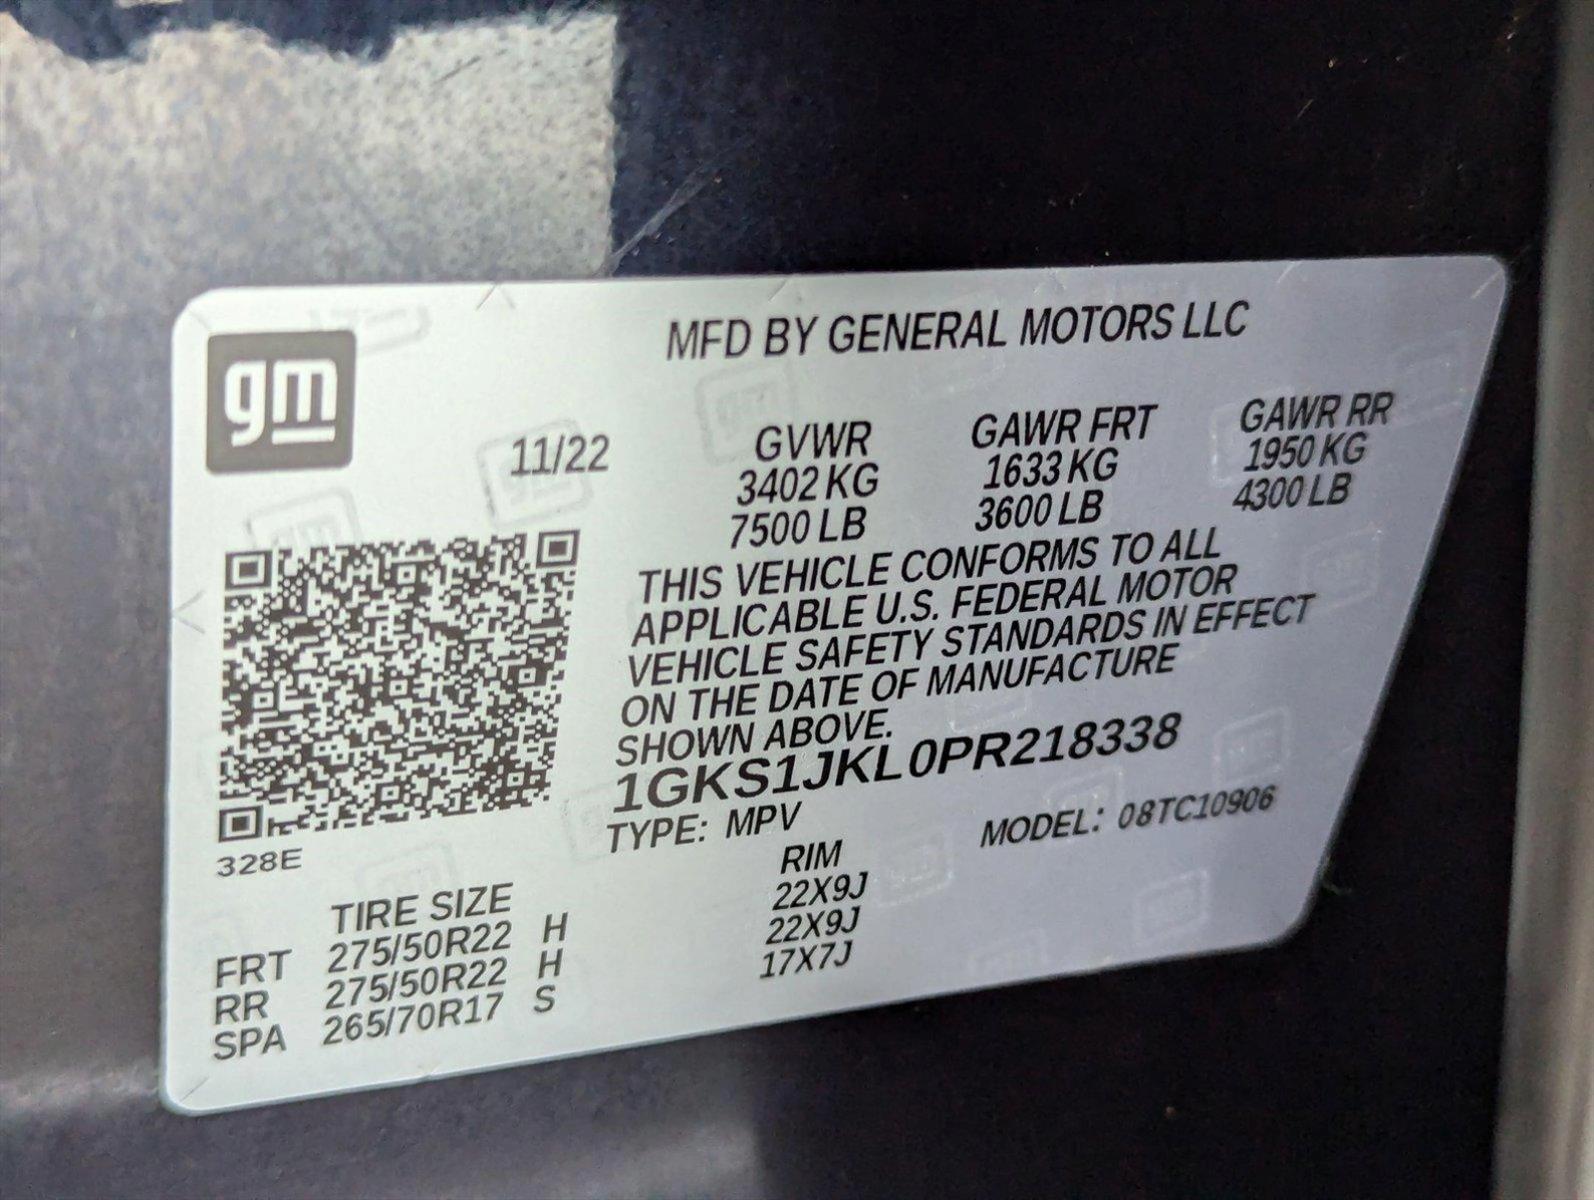 gm
MFD BY GENERAL MOTORS LLC
11/22 GVWR GAWR FRT GAWR RR
3402 KG 1633 KG 1950 KG
7500 LB 3600 LB 4300 LB
THIS VEHICLE CONFORMS TO ALL
APPLICABLE U.S. FEDERAL MOTOR
VEHICLE SAFETY STANDARDS IN EFFECT
ON THE DATE OF MANUFACTURE
SHOWN ABOVE.
1GKS1JKL0PR218338
TYPE: MPV MODEL: 08TC10906
328E
TIRE SIZE RIM
FRT 275/50R22 H 22X9J
RR 275/50R22 H 22X9J
SPA 265/70R17 S 17X7J